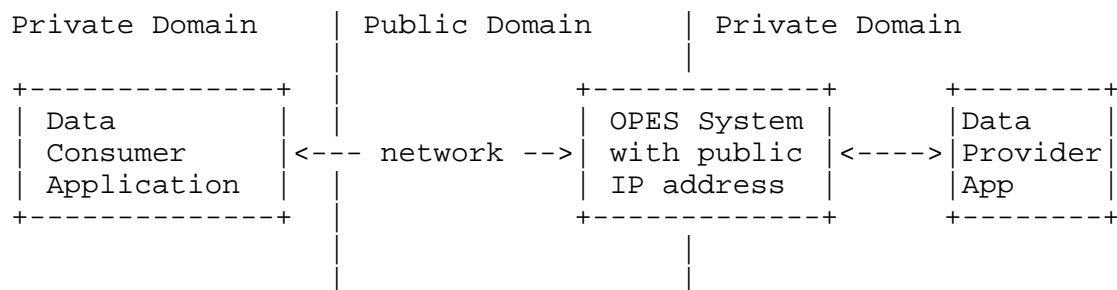 Private Domain | Public Domain | Private Domain
Data | OPES System | Data
Consumer |<--- network -->| with public |<---->|Provider|
Application | IP address | App